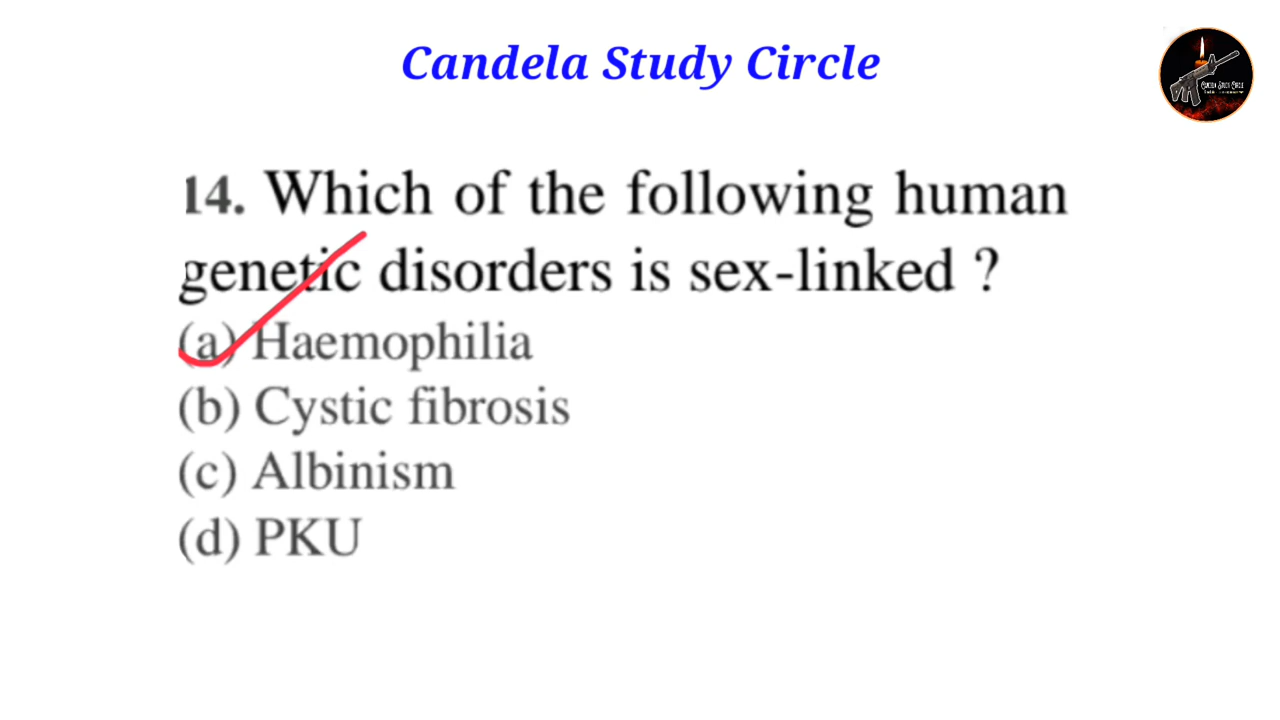 Candela Study Circle
14. Which of the following human
genetic disorders is sex-linked ?
(a) Haemophilia
(b) Cystic fibrosis
(c) Albinism
(d) PKU